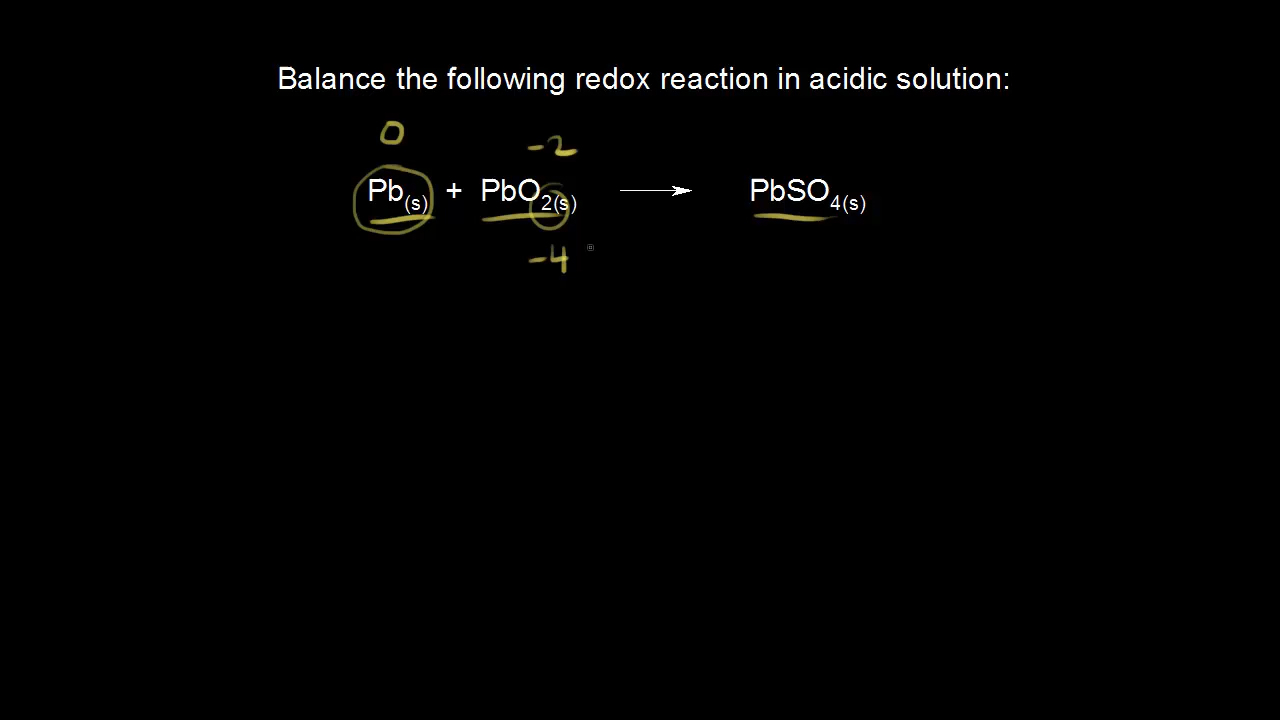 Balance the following redox reaction in acidic solution:
0 -2
Pb(s) + PbO2(s) → PbSO4(s)
-4